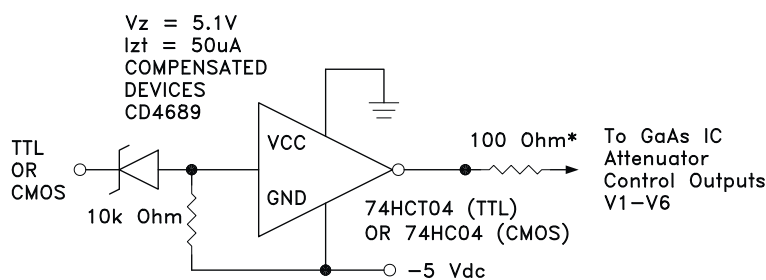 Vz = 5.1V
Izt = 50uA
COMPENSATED
DEVICES
CD4689
TTL
OR
CMOS
10k Ohm
VCC
GND
100 Ohm*
To GaAs IC
Attenuator
Control Outputs
V1-V6
74HCT04 (TTL)
OR 74HC04 (CMOS)
-5 Vdc